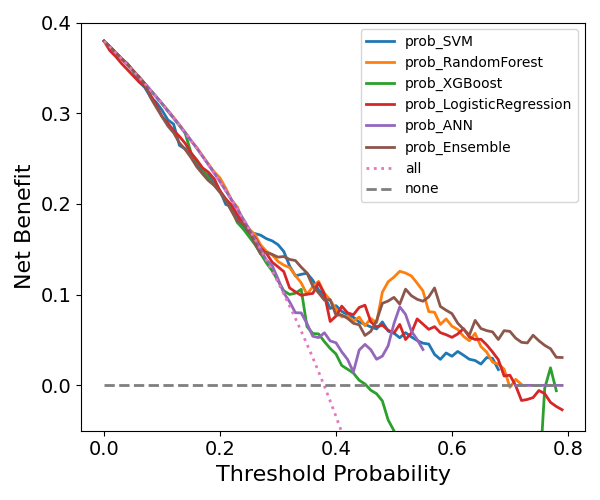 0.4
0.3
0.2
0.1
0.0
Net Benefit
prob_SVM
prob_RandomForest
prob_XGBoost
prob_LogisticRegression
prob_ANN
prob_Ensemble
all
none
0.0 0.2 0.4 0.6 0.8
Threshold Probability